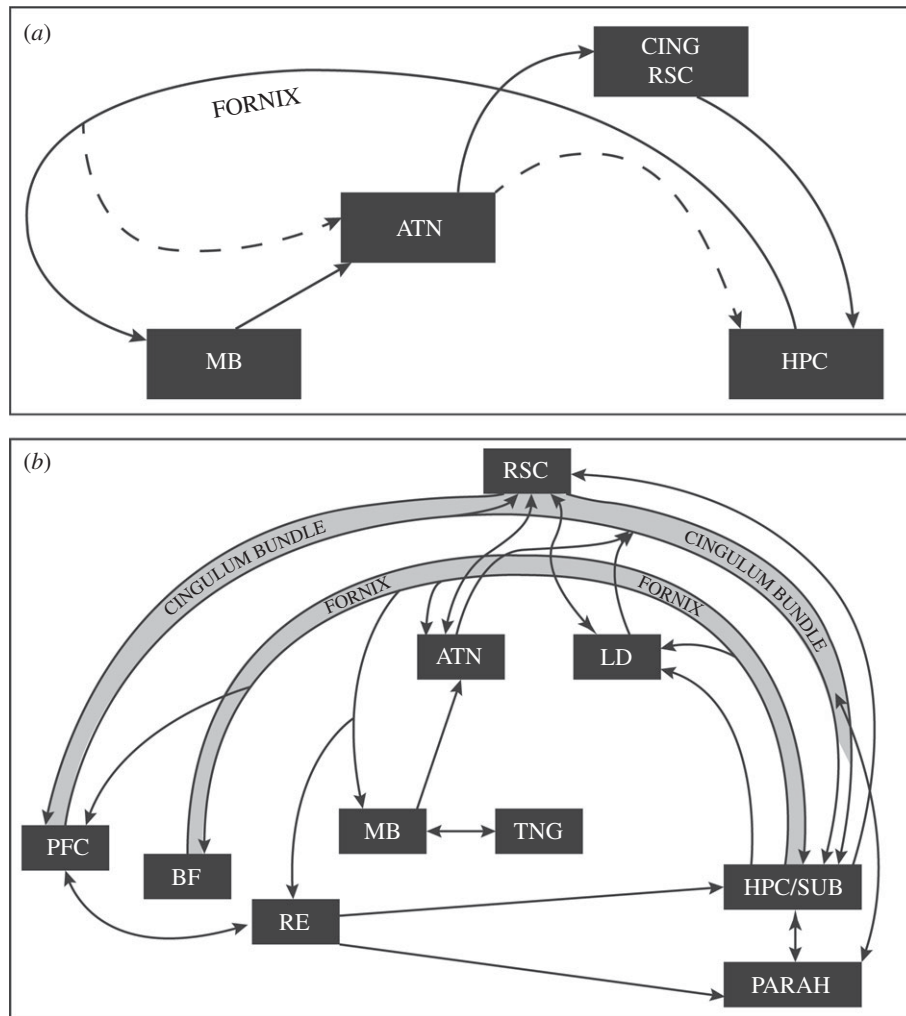 (a)
CING
RSC
FORNIX
ATN
MB
HPC
(b)
RSC
CINGULUM BUNDLE
CINGULUM BUNDLE
FORNIX
FORNIX
ATN
LD
PFC
MB
TNG
BF
HPC/SUB
RE
PARAH